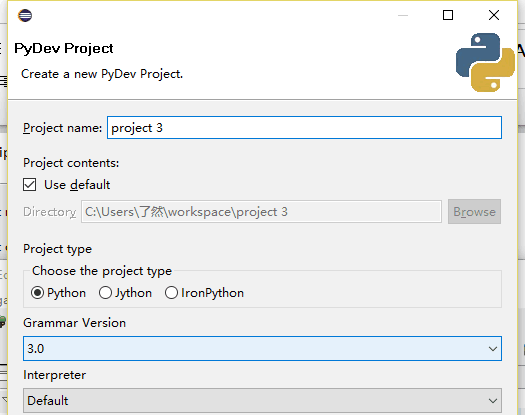 PyDev Project
Create a new PyDev Project.
Project name: project 3
Project contents:
Use default
Directory C:\Users\了然\workspace\project 3 Browse
Project type
Choose the project type
Python Jython IronPython
Grammar Version
3.0
Interpreter
Default